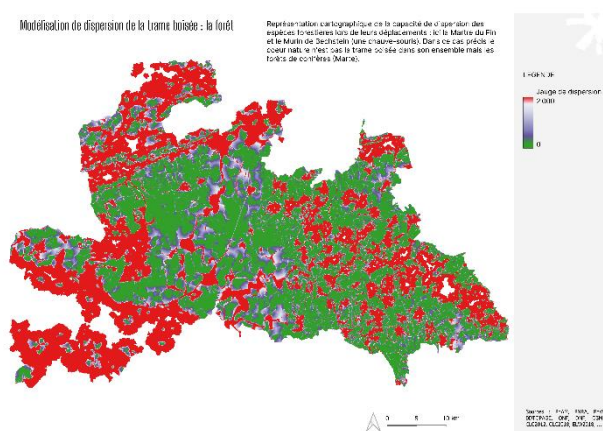 Modélisation de dispersion de la trame boisée : la forêt
Représentation cartographique de la capacité de dispersion des
espèces forestières lors de leurs déplacements : ici la Martre du Pin
et le Murin de Bechstein (une chauve-souris). Dans ce cas précis le
coeur nature n'est pas la trame boisée dans son ensemble mais les
forêts de conifères (Marte).
LEGENDE
Jauge de dispersion
2 000
0
0 5 10 km
Sources :